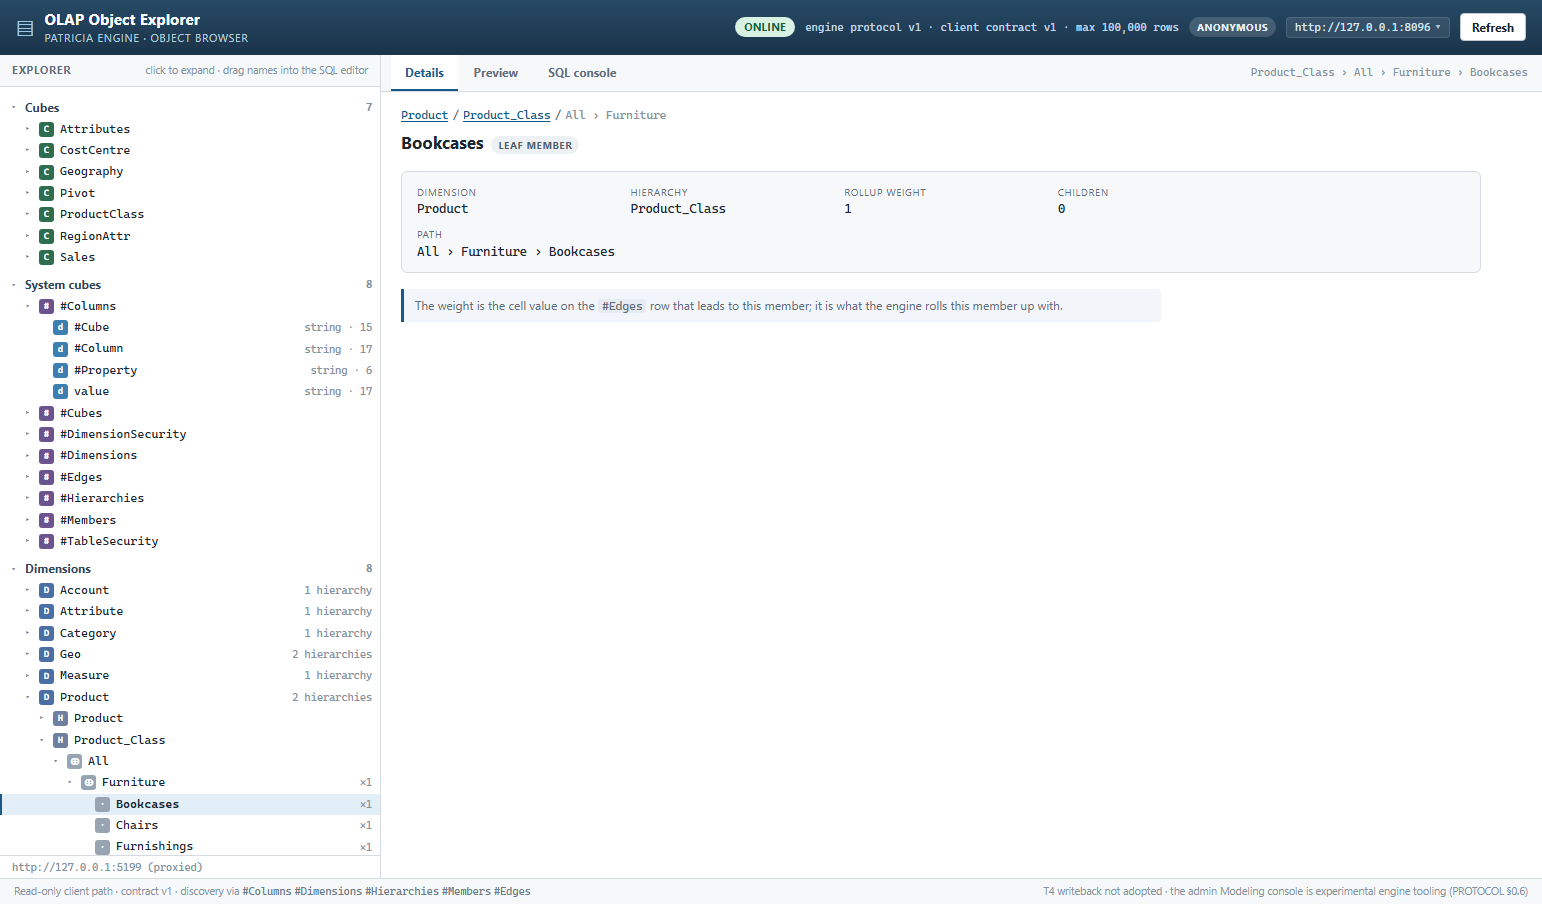 OLAP Object Explorer
PATRICIA ENGINE · OBJECT BROWSER
ONLINE engine protocol v1 · client contract v1 · max 100,000 rows ANONYMOUS http://127.0.0.1:8096 Refresh
EXPLORER click to expand · drag names into the SQL editor
Details Preview SQL console
Product_Class › All › Furniture › Bookcases
Cubes 7
C Attributes
C CostCentre
C Geography
C Pivot
C ProductClass
C RegionAttr
C Sales
System cubes 8
# #Columns
d #Cube string · 15
d #Column string · 17
d #Property string · 6
d value string · 17
# #Cubes
# #DimensionSecurity
# #Dimensions
# #Edges
# #Hierarchies
# #Members
# #TableSecurity
Dimensions 8
D Account 1 hierarchy
D Attribute 1 hierarchy
D Category 1 hierarchy
D Geo 2 hierarchies
D Measure 1 hierarchy
D Product 2 hierarchies
H Product
H Product_Class
All
Furniture ×1
Bookcases ×1
Chairs ×1
Furnishings ×1
http://127.0.0.1:5199 (proxied)
Product / Product_Class / All › Furniture
Bookcases LEAF MEMBER
DIMENSION HIERARCHY ROLLUP WEIGHT CHILDREN
Product Product_Class 1 0
PATH
All › Furniture › Bookcases
The weight is the cell value on the #Edges row that leads to this member; it is what the engine rolls this member up with.
Read-only client path · contract v1 · discovery via #Columns #Dimensions #Hierarchies #Members #Edges
T4 writeback not adopted · the admin Modeling console is experimental engine tooling (PROTOCOL §0.6)